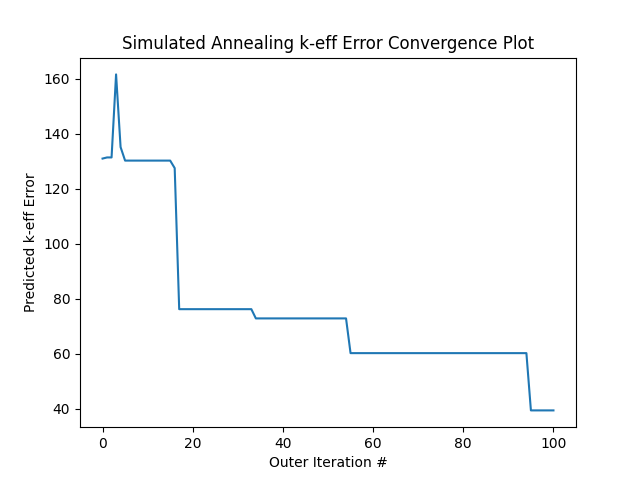 Simulated Annealing k-eff Error Convergence Plot
160
140
120
100
80
60
40
Predicted k-eff Error
0 20 40 60 80 100
Outer Iteration #